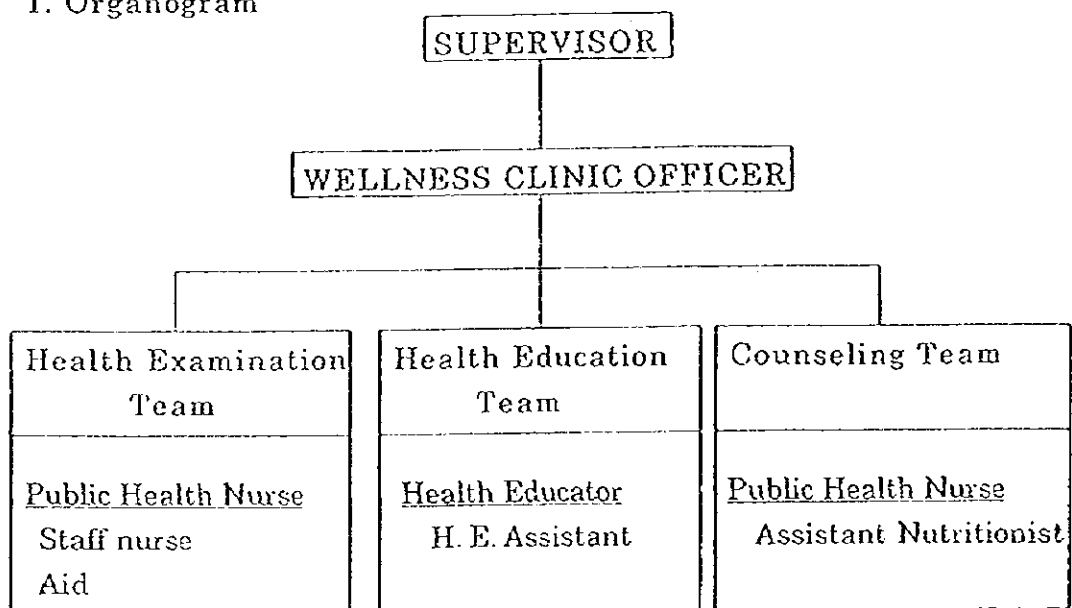 1. Organogram
SUPERVISOR
WELLNESS CLINIC OFFICER
Health Examination
Team
Public Health Nurse
Staff nurse
Aid
Health Education
Team
Health Educator
H. E. Assistant
Counseling Team
Public Health Nurse
Assistant Nutritionist